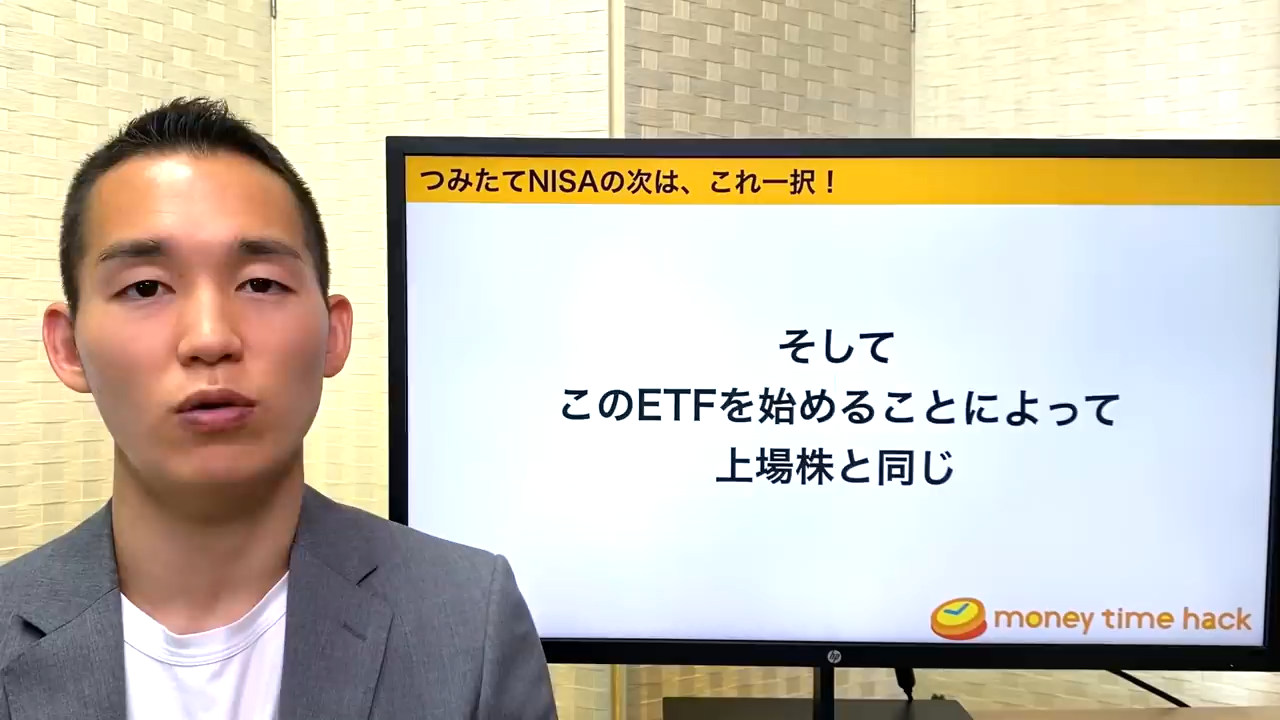 つみたてNISAの次は、これ一択！
そして
このETFを始めることによって
上場株と同じ
money time hack
hp